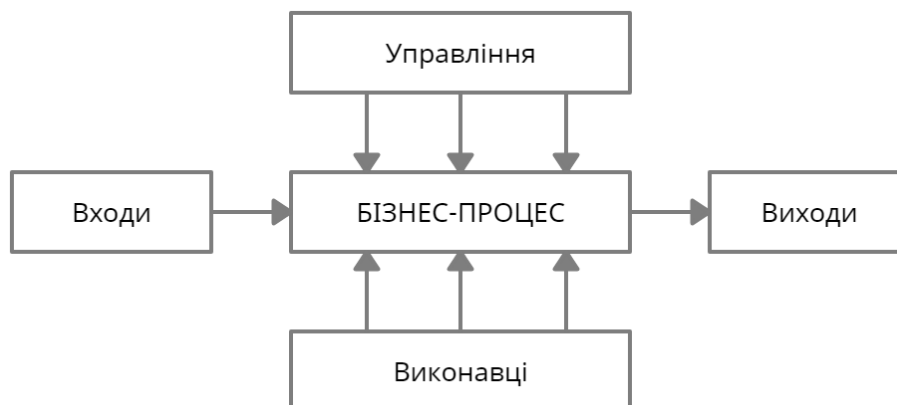 Управління
Входи
БІЗНЕС-ПРОЦЕС
Виходи
Виконавці